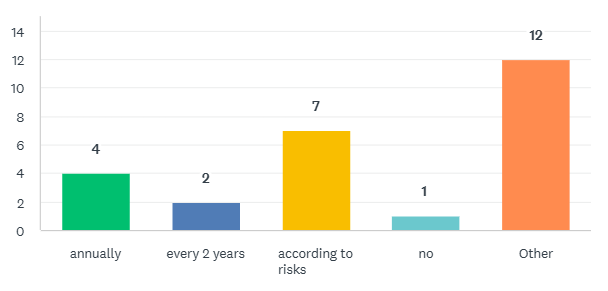 14
12
10
8
6
4
2
0
4
2
7
1
12
annually
every 2 years
according to
risks
no
Other